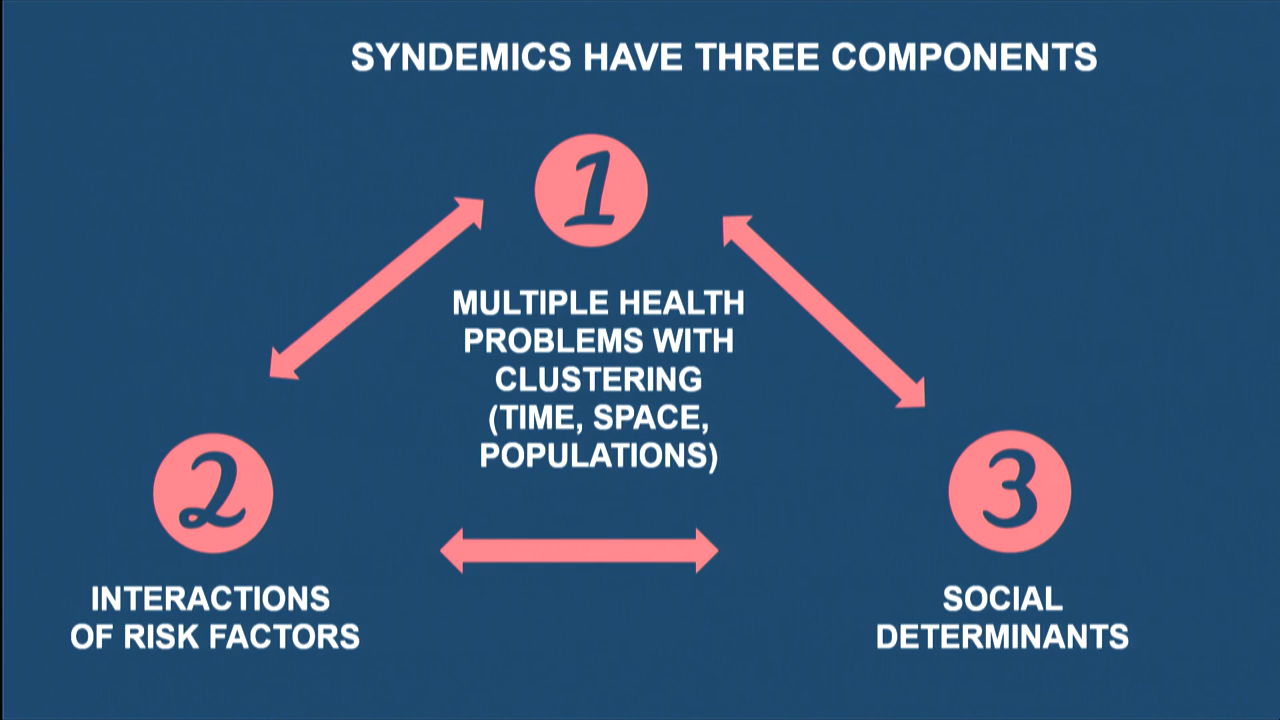 SYNDEMICS HAVE THREE COMPONENTS
1
MULTIPLE HEALTH
PROBLEMS WITH
CLUSTERING
(TIME, SPACE,
POPULATIONS)
2
INTERACTIONS
OF RISK FACTORS
3
SOCIAL
DETERMINANTS